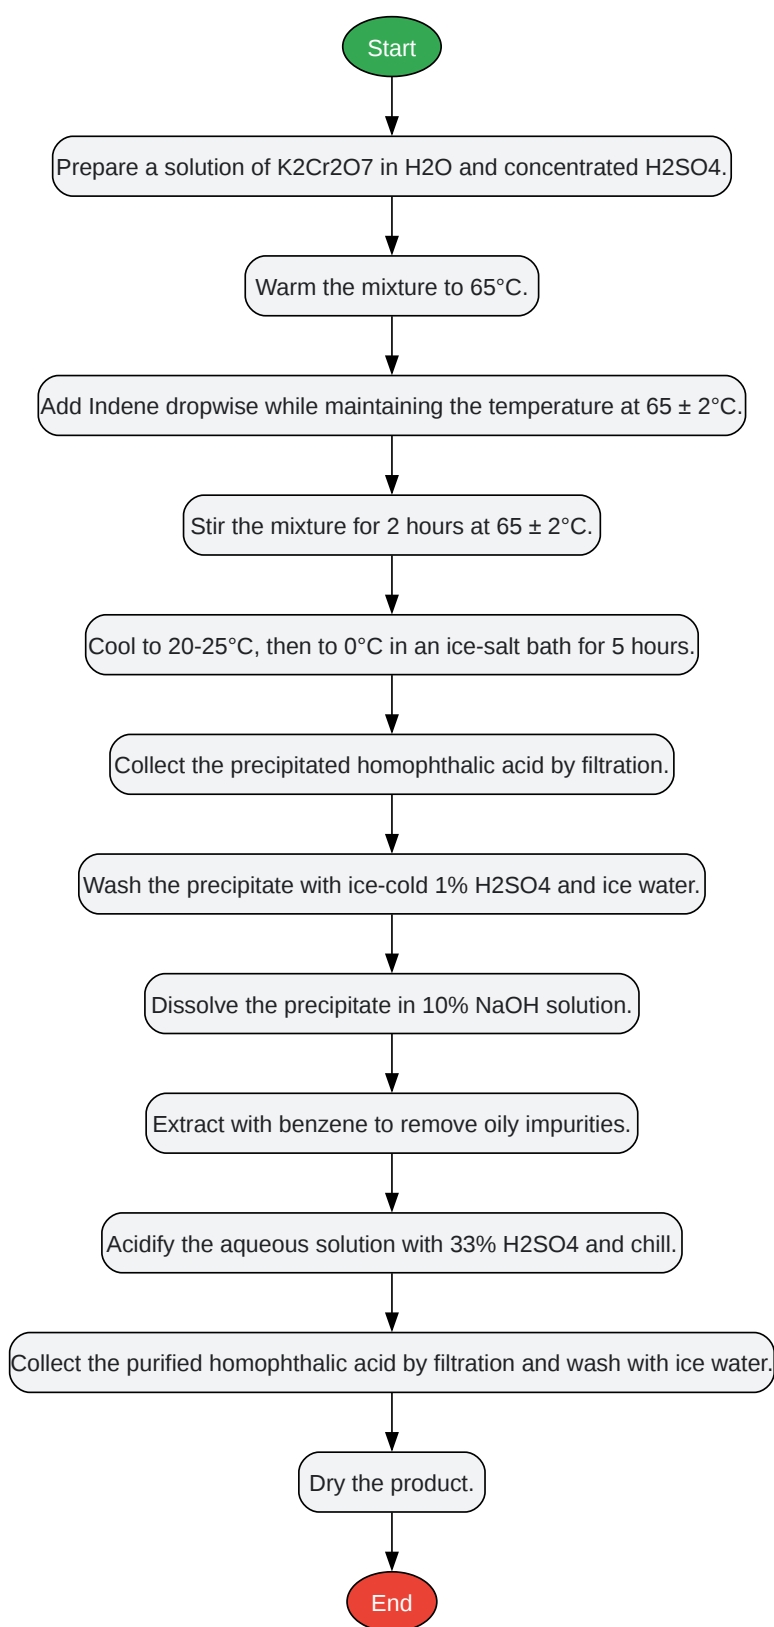 Start
Prepare a solution of K2Cr2O7 in H2O and concentrated H2SO4.
Warm the mixture to 65°C.
Add Indene dropwise while maintaining the temperature at 65 ± 2°C.
Stir the mixture for 2 hours at 65 ± 2°C.
Cool to 20-25°C, then to 0°C in an ice-salt bath for 5 hours.
Collect the precipitated homophthalic acid by filtration.
Wash the precipitate with ice-cold 1% H2SO4 and ice water.
Dissolve the precipitate in 10% NaOH solution.
Extract with benzene to remove oily impurities.
Acidify the aqueous solution with 33% H2SO4 and chill.
Collect the purified homophthalic acid by filtration and wash with ice water.
Dry the product.
End